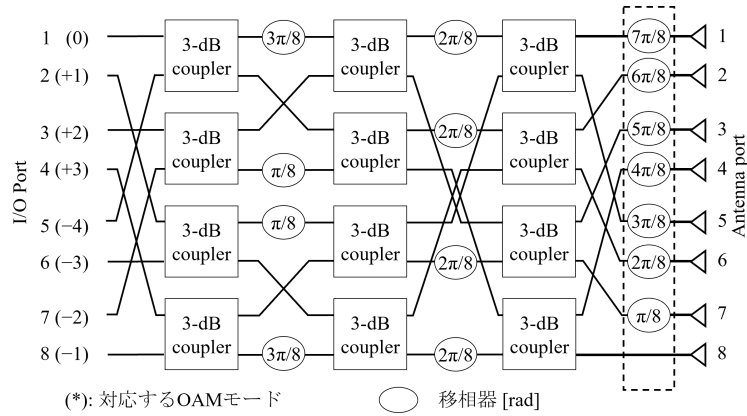 1 (0) 3-dB coupler 3π/8 3-dB coupler 2π/8 3-dB coupler 7π/8 1
2 (+1) 6π/8 2
3 (+2) 3-dB coupler 3-dB coupler 2π/8 3-dB coupler 5π/8 3
4 (+3) π/8 4π/8 4
5 (−4) 3-dB coupler π/8 3-dB coupler 3-dB coupler 3π/8 5
6 (−3) 2π/8 2π/8 6
7 (−2) 3-dB coupler 3-dB coupler 3-dB coupler π/8 7
8 (−1) 3π/8 2π/8 8
I/O Port
Antenna port
(*): 対応するOAMモード
移相器 [rad]